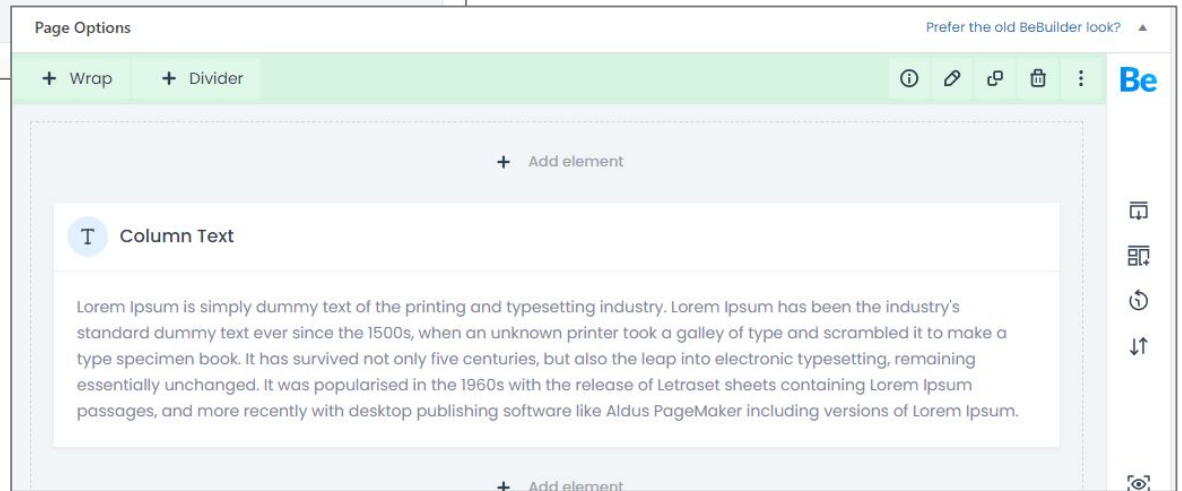 Page Options
Prefer the old BeBuilder look?
+ Wrap + Divider
Be
+ Add element
T Column Text
Lorem Ipsum is simply dummy text of the printing and typesetting industry. Lorem Ipsum has been the industry's
standard dummy text ever since the 1500s, when an unknown printer took a galley of type and scrambled it to make a
type specimen book. It has survived not only five centuries, but also the leap into electronic typesetting, remaining
essentially unchanged. It was popularised in the 1960s with the release of Letraset sheets containing Lorem Ipsum
passages, and more recently with desktop publishing software like Aldus PageMaker including versions of Lorem Ipsum.
+ Add element